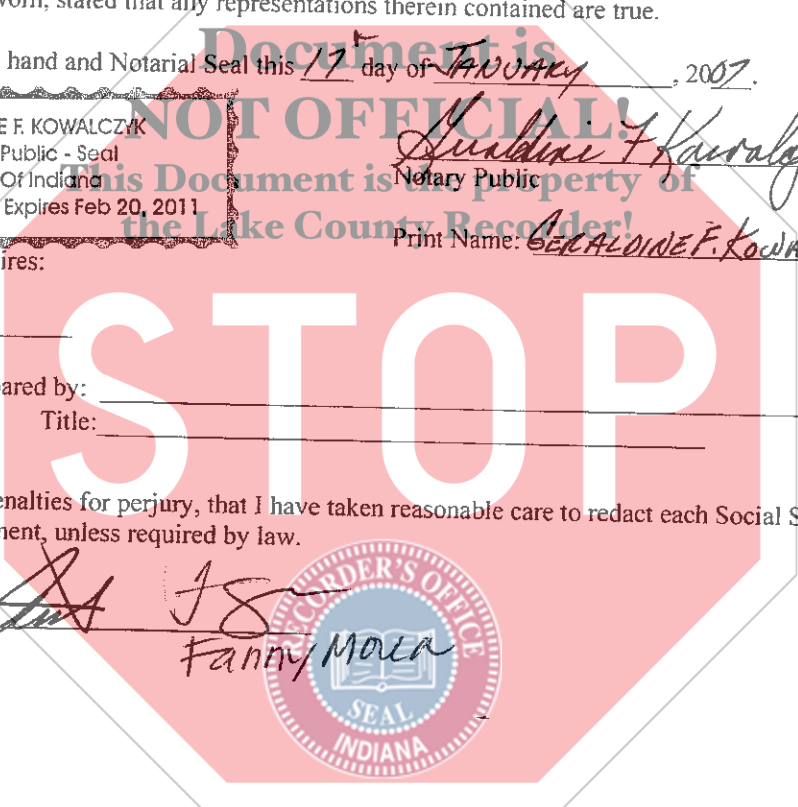 worn, stated that any representations therein contained are true.
Document is
hand and Notarial Seal this 17 day of JANUARY, 2007.
NOT OFFICIAL!
E F. KOWALCZYK
Public - Seal
Of Indiana
Expires Feb 20, 2011
Geraldine F Kowalc
Notary Public
This Document is the property of
the Lake County Recorder!
Print Name: GERALDINE F. KOWA
ires:
STOP
ared by:
Title:
enalties for perjury, that I have taken reasonable care to redact each Social S
ment, unless required by law.
RECORDER'S OFFICE
Fanny
SEAL
INDIANA